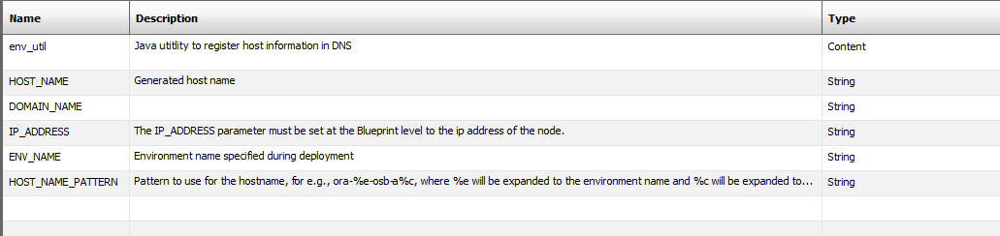 Name Description Type
env_util Java utitlity to register host information in DNS Content
HOST_NAME Generated host name String
DOMAIN_NAME String
IP_ADDRESS The IP_ADDRESS parameter must be set at the Blueprint level to the ip address of the node. String
ENV_NAME Environment name specified during deployment String
HOST_NAME_PATTERN Pattern to use for the hostname, for e.g., ora-%e-osb-a%c, where %e will be expanded to the environment name and %c will be expanded to... String